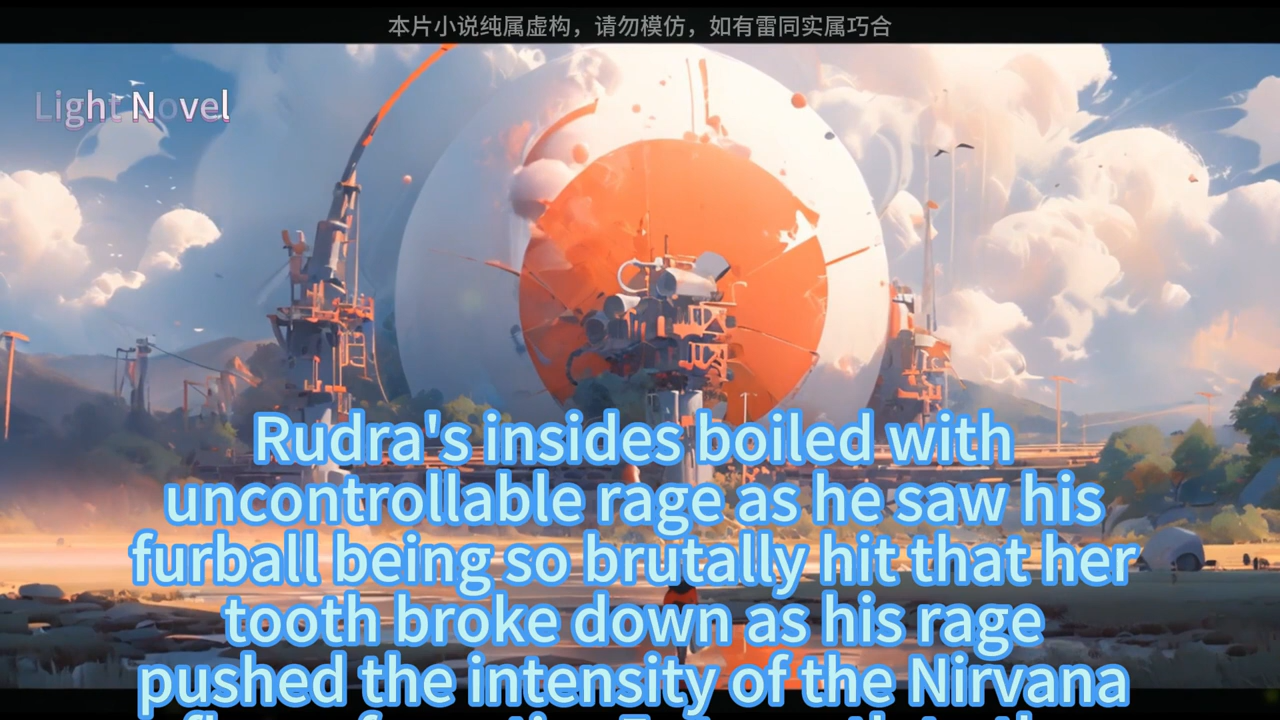 本片小说纯属虚构，请勿模仿，如有雷同实属巧合
Light Novel
Rudra's insides boiled with
uncontrollable rage as he saw his
furball being so brutally hit that her
tooth broke down as his rage
pushed the intensity of the Nirvana